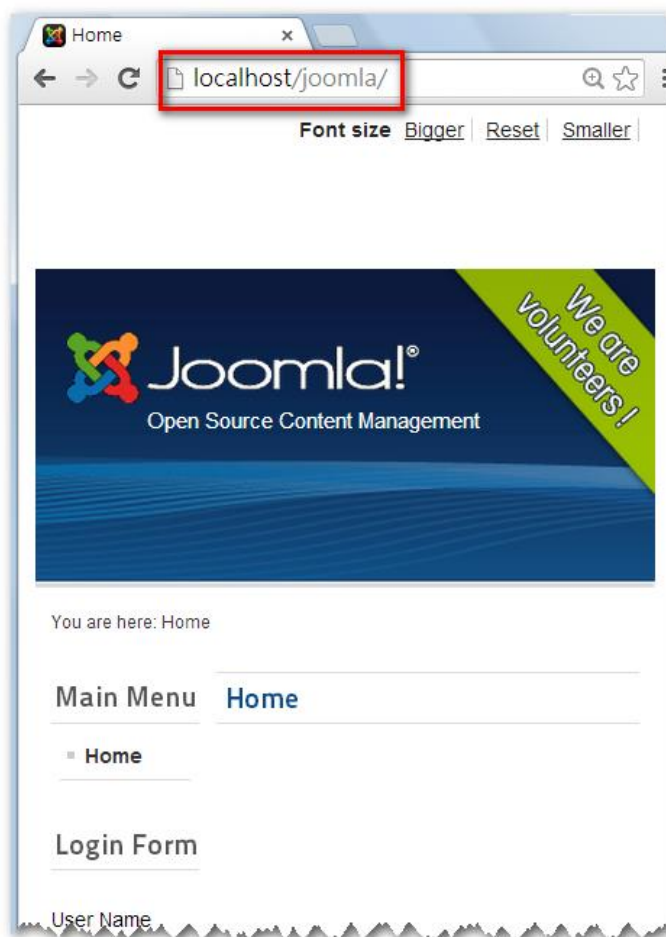 Home
localhost/joomla/
Font size Bigger Reset Smaller
We are
volunteers !
Joomla!®
Open Source Content Management
You are here: Home
Main Menu
Home
Home
Login Form
User Name